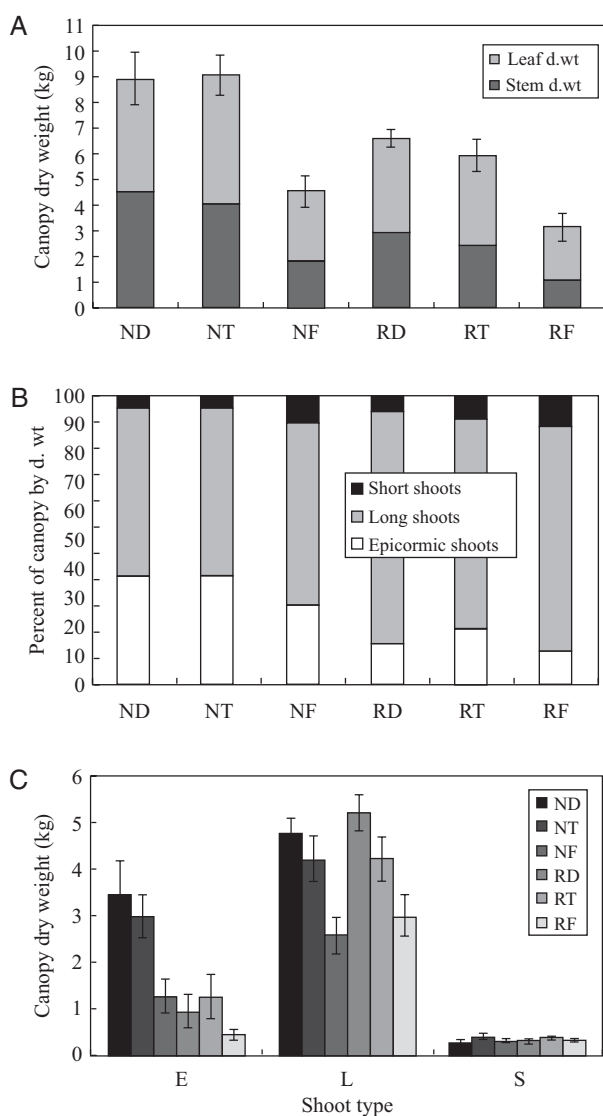 A
Canopy dry weight (kg)
11
10
9
8
7
6
5
4
3
2
1
0
Leaf d.wt
Stem d.wt
ND NT NF RD RT RF
B
Percent of canopy by d. wt
100
90
80
70
60
50
40
30
20
10
0
Short shoots
Long shoots
Epicormic shoots
ND NT NF RD RT RF
C
Canopy dry weight (kg)
6
5
4
3
2
1
0
ND
NT
NF
RD
RT
RF
E L S
Shoot type